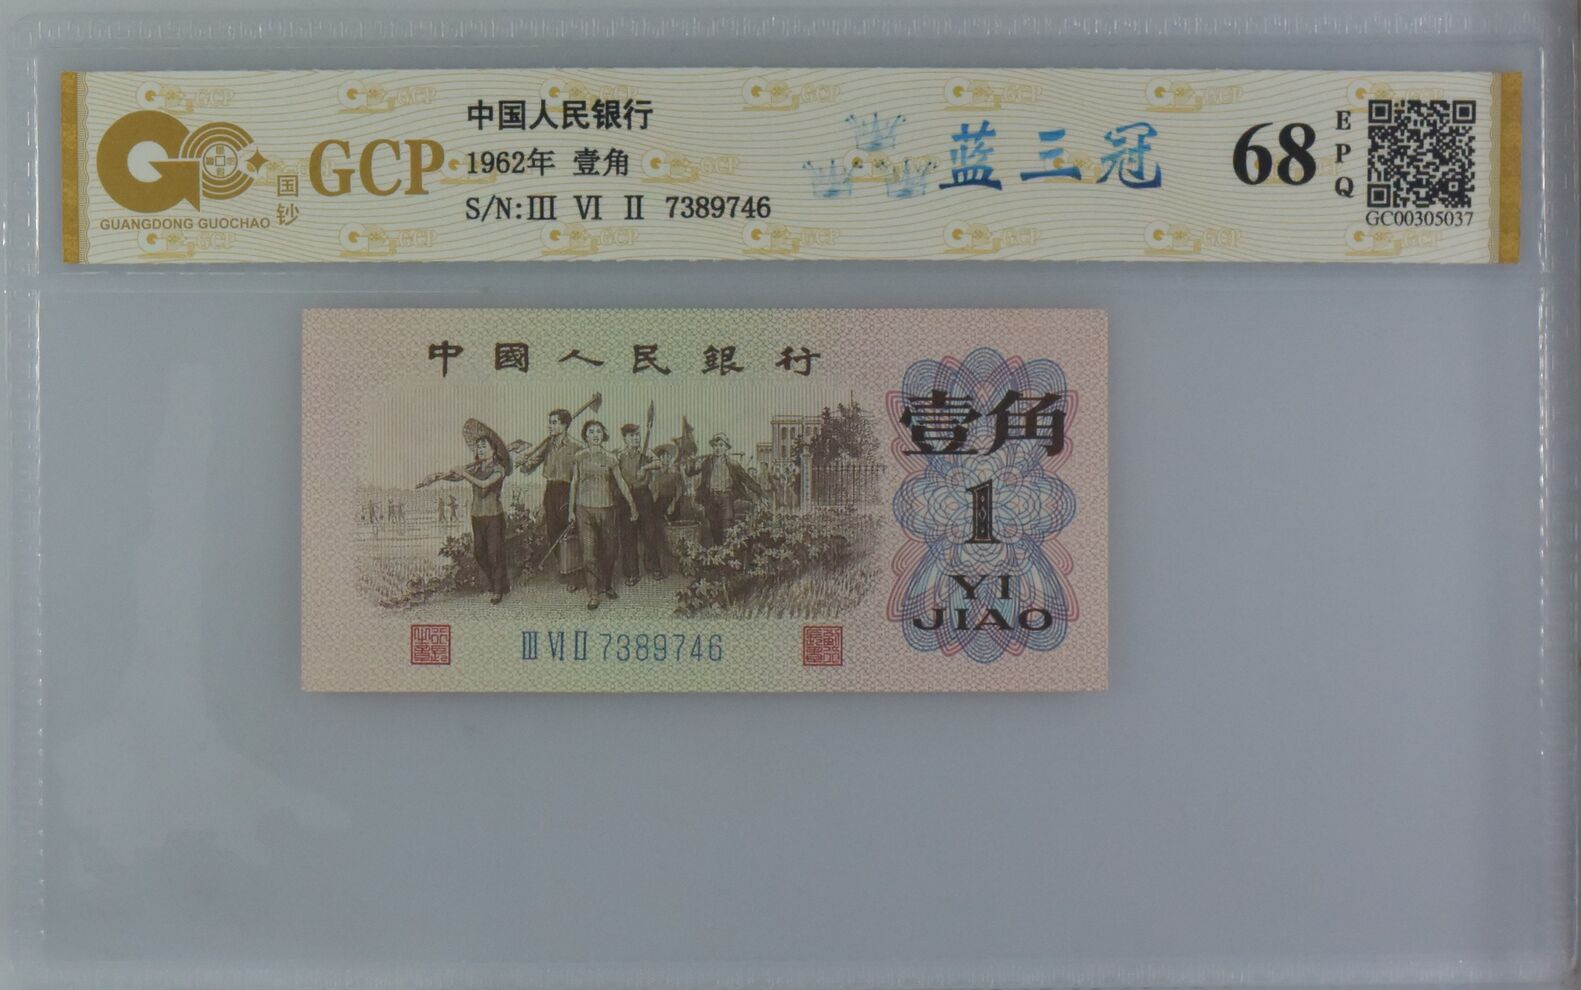 GUANGDONG GUOCHAO
国钞
GCP
中国人民银行
1962年 壹角
S/N:Ⅲ Ⅵ Ⅱ 7389746
蓝三冠
68
EPQ
GC00305037
中國人民銀行
壹角
1
YI
JIAO
Ⅲ Ⅵ Ⅱ 7389746